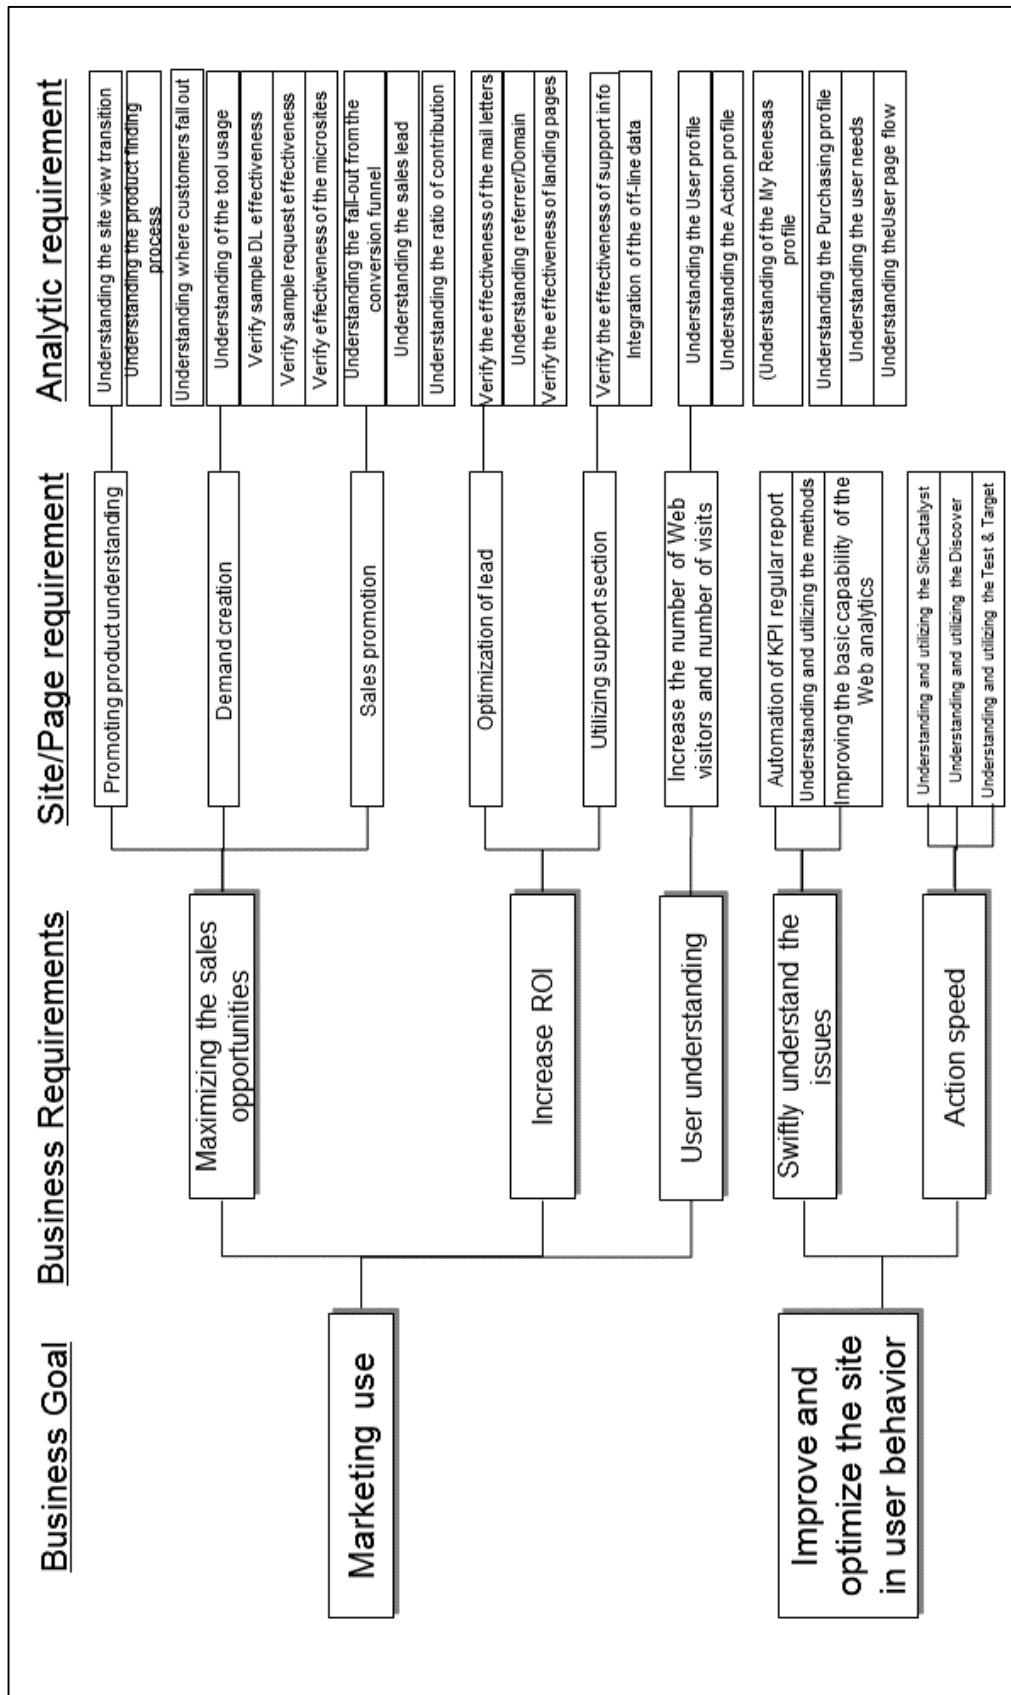 Business Goal
Business Requirements
Site/Page requirement
Analytic requirement
Marketing use
Improve and
optimize the site
in user behavior
Maximizing the sales
opportunities
Increase ROI
User understanding
Swiftly understand the
issues
Action speed
Promoting product understanding
Demand creation
Sales promotion
Optimization of lead
Utilizing support section
Increase the number of Web
visitors and number of visits
Automation of KPI regular report
Understanding and utilizing the methods
Improving the basic capability of the
Web analytics
Understanding and utilizing the SiteCatalyst
Understanding and utilizing the Discover
Understanding and utilizing the Test & Target
Understanding the site view transition
Understanding the product finding
process
Understanding where customers fall out
Understanding of the tool usage
Verify sample DL effectiveness
Verify sample request effectiveness
Verify effectiveness of the microsites
Understanding the fall-out from the
conversion funnel
Understanding the sales lead
Understanding the ratio of contribution
Verify the effectiveness of the mail letters
Understanding referrer/Domain
Verify the effectiveness of landing pages
Verify the effectiveness of support info
Integration of the off-line data
Understanding the User profile
Understanding the Action profile
(Understanding of the My Renesas
profile
Understanding the Purchasing profile
Understanding the user needs
Understanding theUser page flow